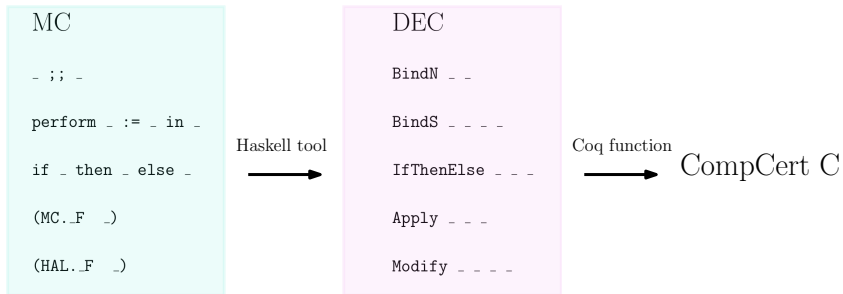 MC
_ ;; _
perform _ := _ in _
if _ then _ else _
(MC._F _)
(HAL._F _)
Haskell tool
DEC
BindN _ _
BindS _ _ _ _
IfThenElse _ _ _
Apply _ _ _
Modify _ _ _ _
Coq function
CompCert C